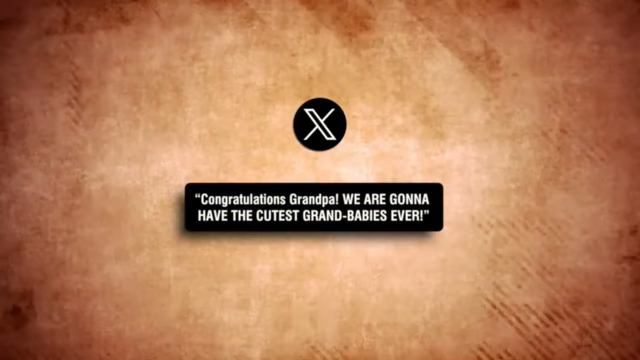 X
“Congratulations Grandpa! WE ARE GONNA
HAVE THE CUTEST GRAND-BABIES EVER!”